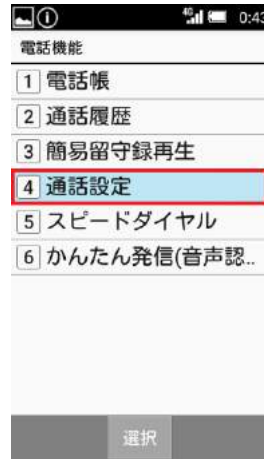 4G 0:43
電話機能
1 電話帳
2 通話履歴
3 簡易留守録再生
4 通話設定
5 スピードダイヤル
6 かんたん発信(音声認..
選択